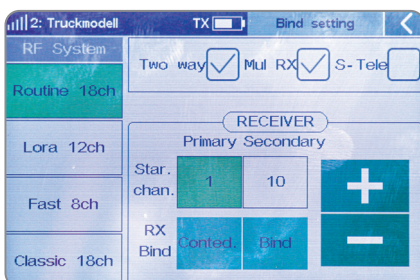 2: Truckmodell TX Bind setting
RF System
Two way Mul RX S-Tele
Routine 18ch
RECEIVER
Primary Secondary
Lora 12ch
Star. chan. 1 10
Fast 8ch
RX Bind Conted. Bind
Classic 18ch